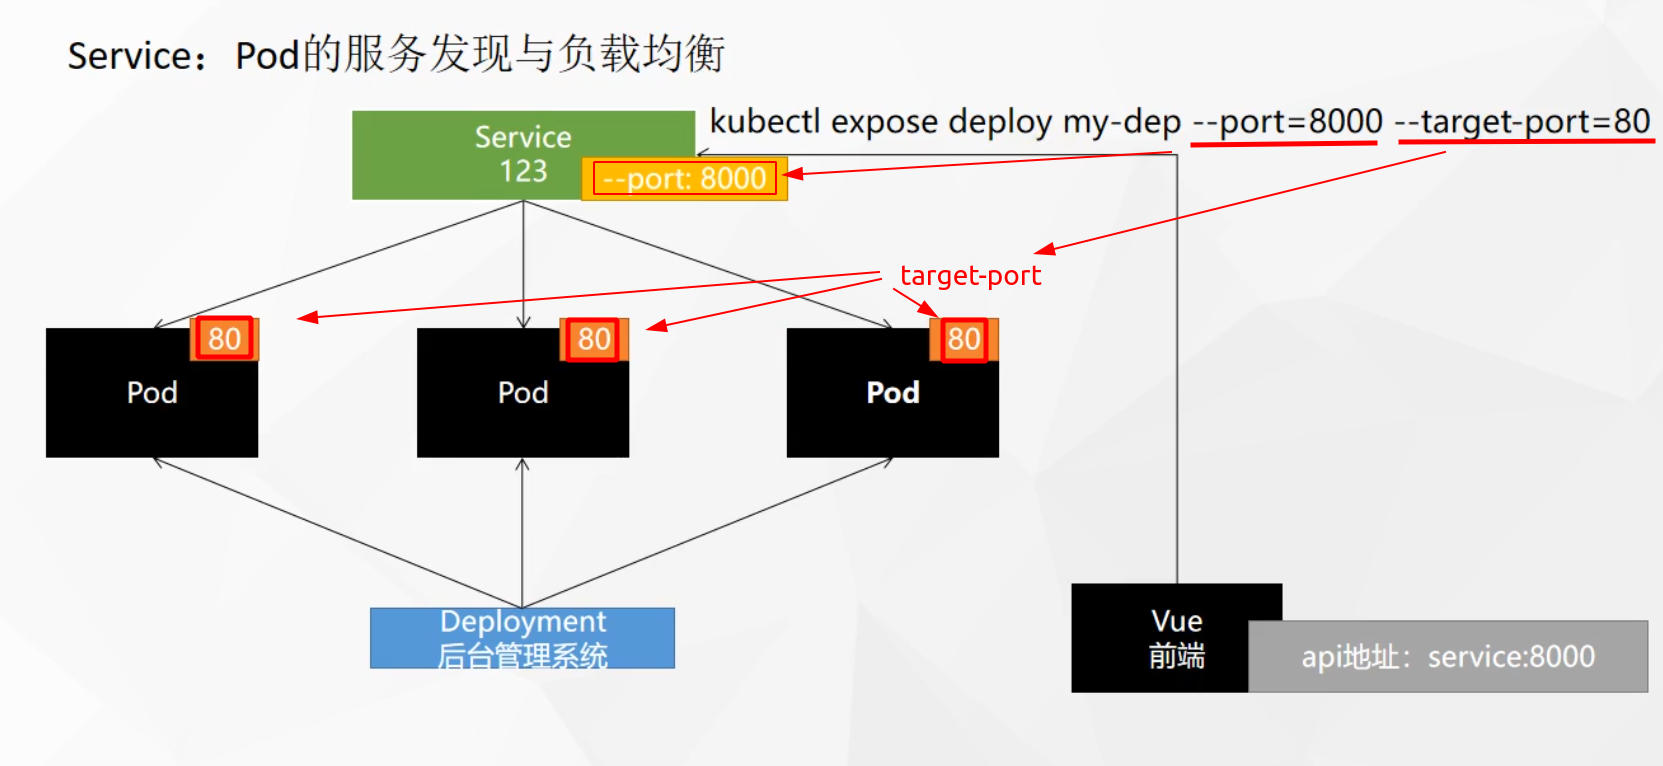 Service：Pod的服务发现与负载均衡
kubectl expose deploy my-dep --port=8000 --target-port=80
Service
123
--port: 8000
target-port
80
80
80
Pod
Pod
Pod
Deployment
后台管理系统
Vue
前端
api地址：service:8000